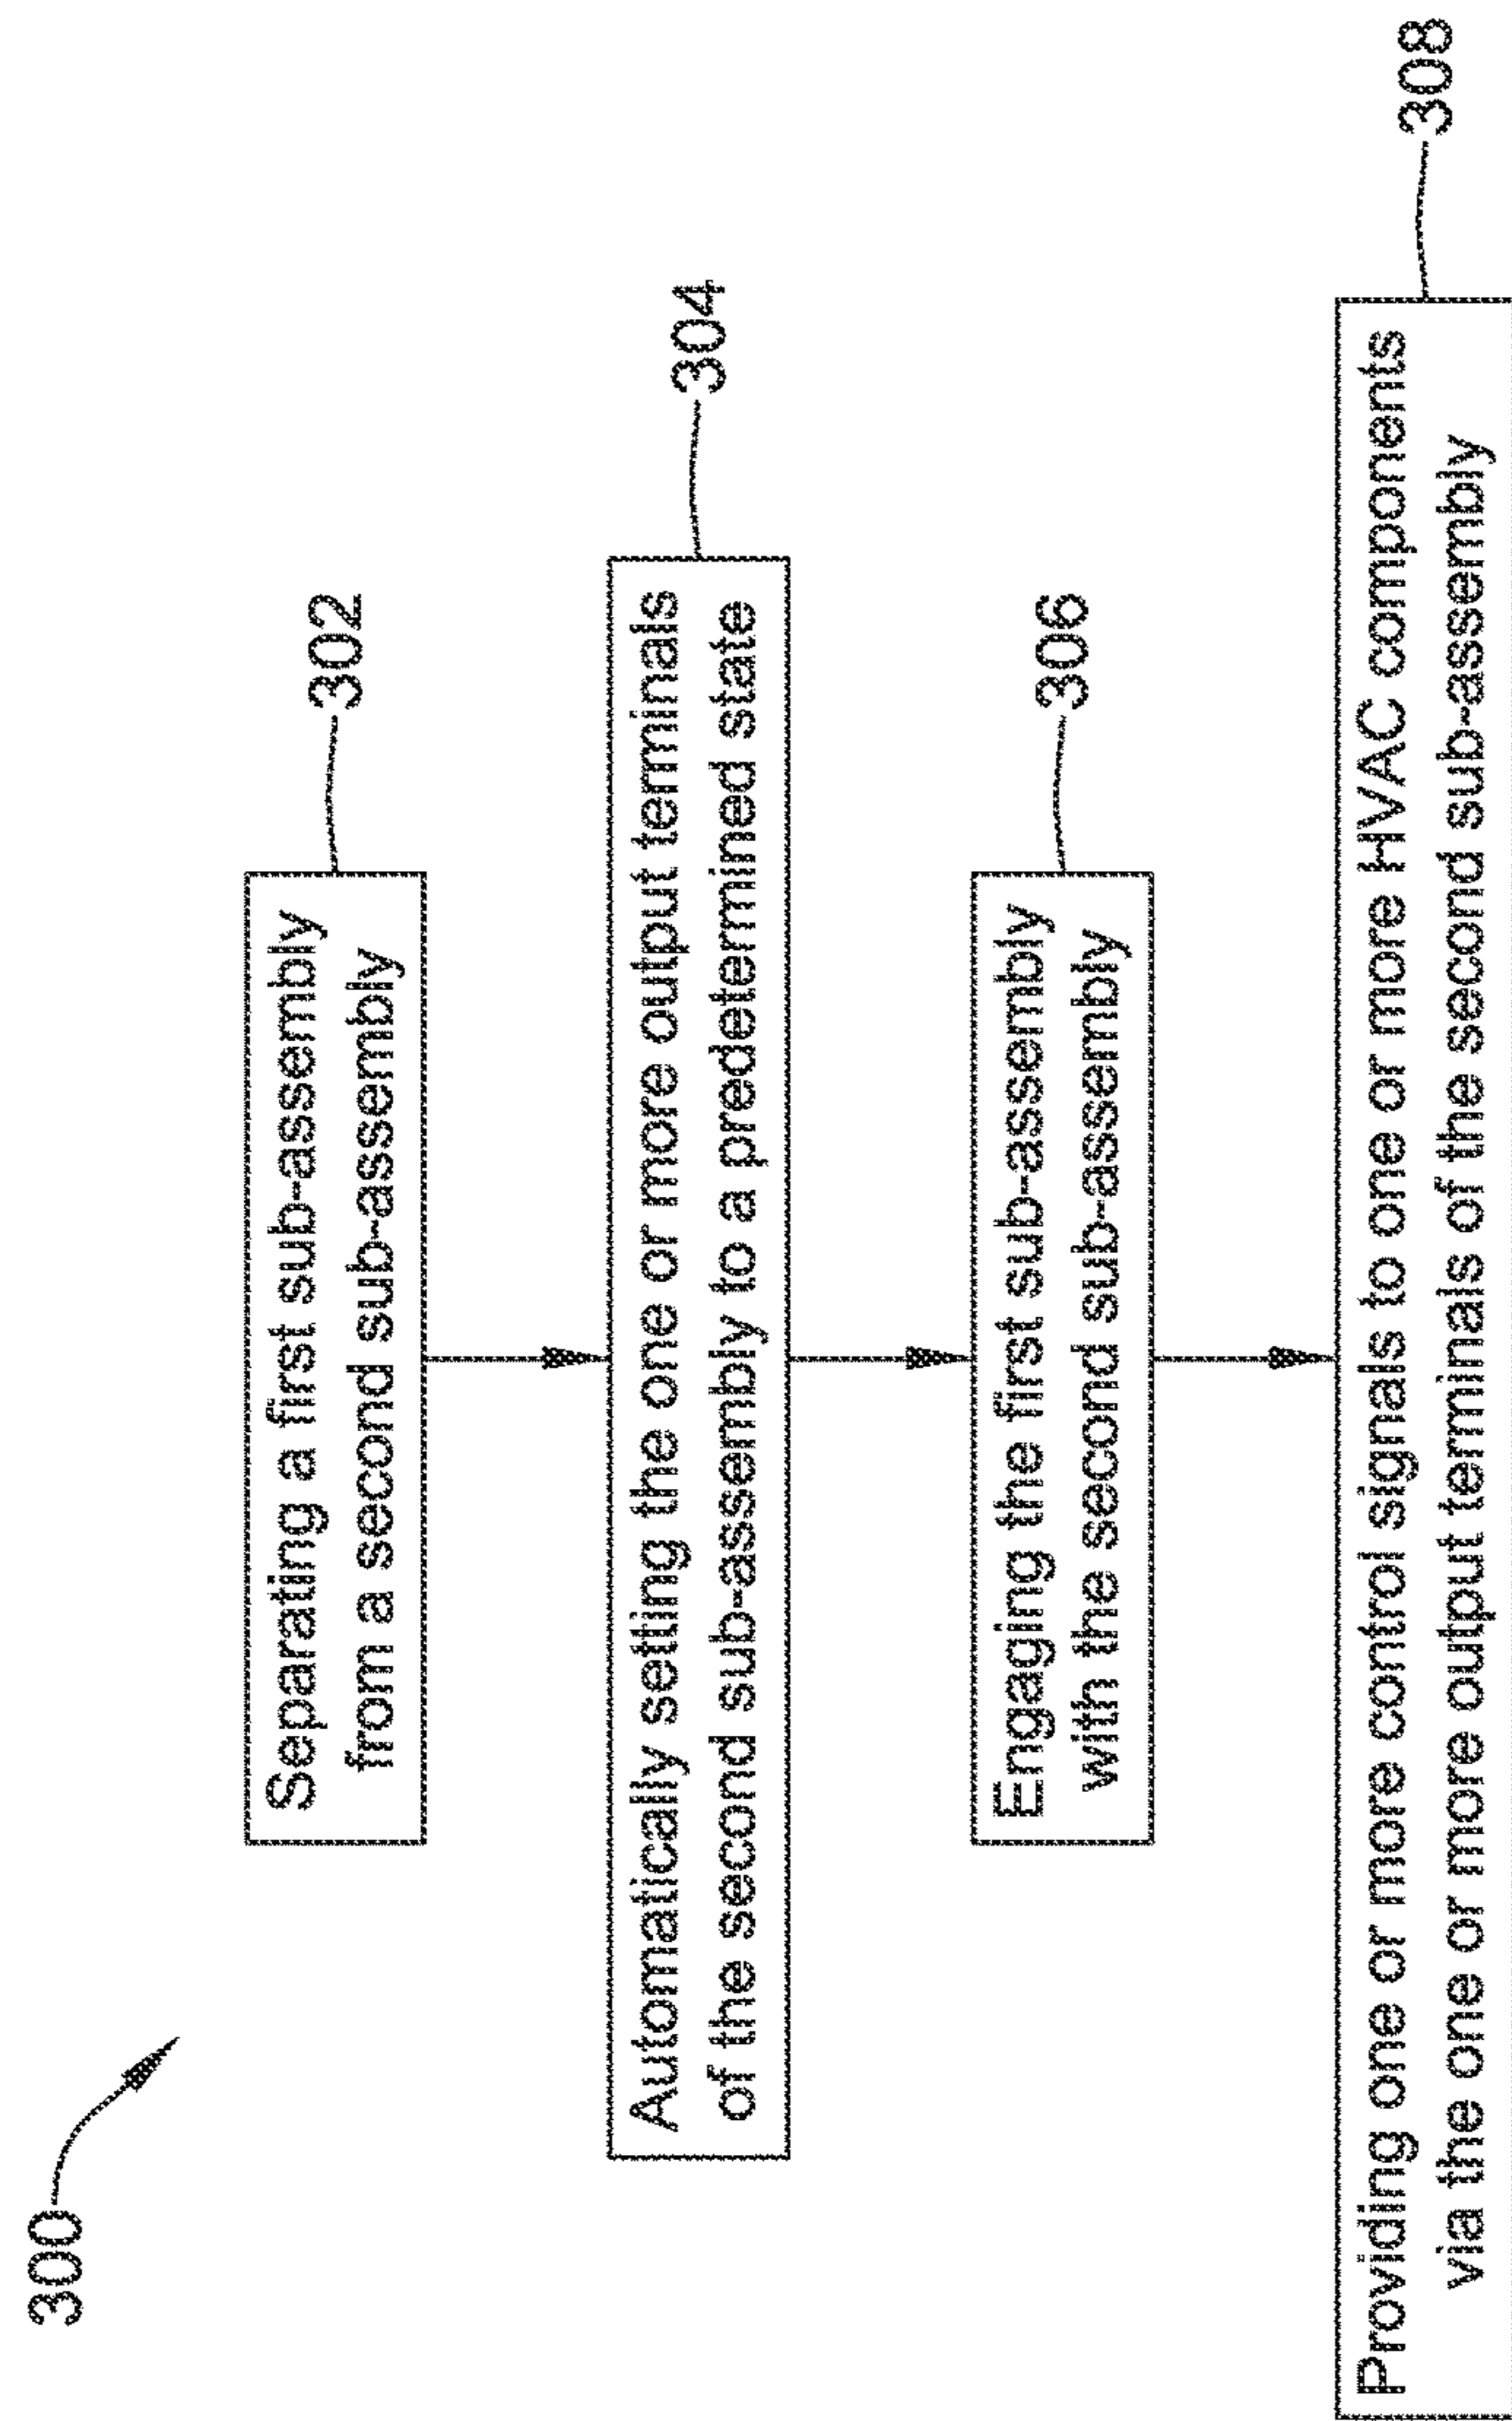 300
Separating a first sub-assembly
from a second sub-assembly
302
Automatically setting the one or more output terminals
of the second sub-assembly to a predetermined state
304
Engaging the first sub-assembly
with the second sub-assembly
306
Providing one or more control signals to one or more HVAC components
via the one or more output terminals of the second sub-assembly
308